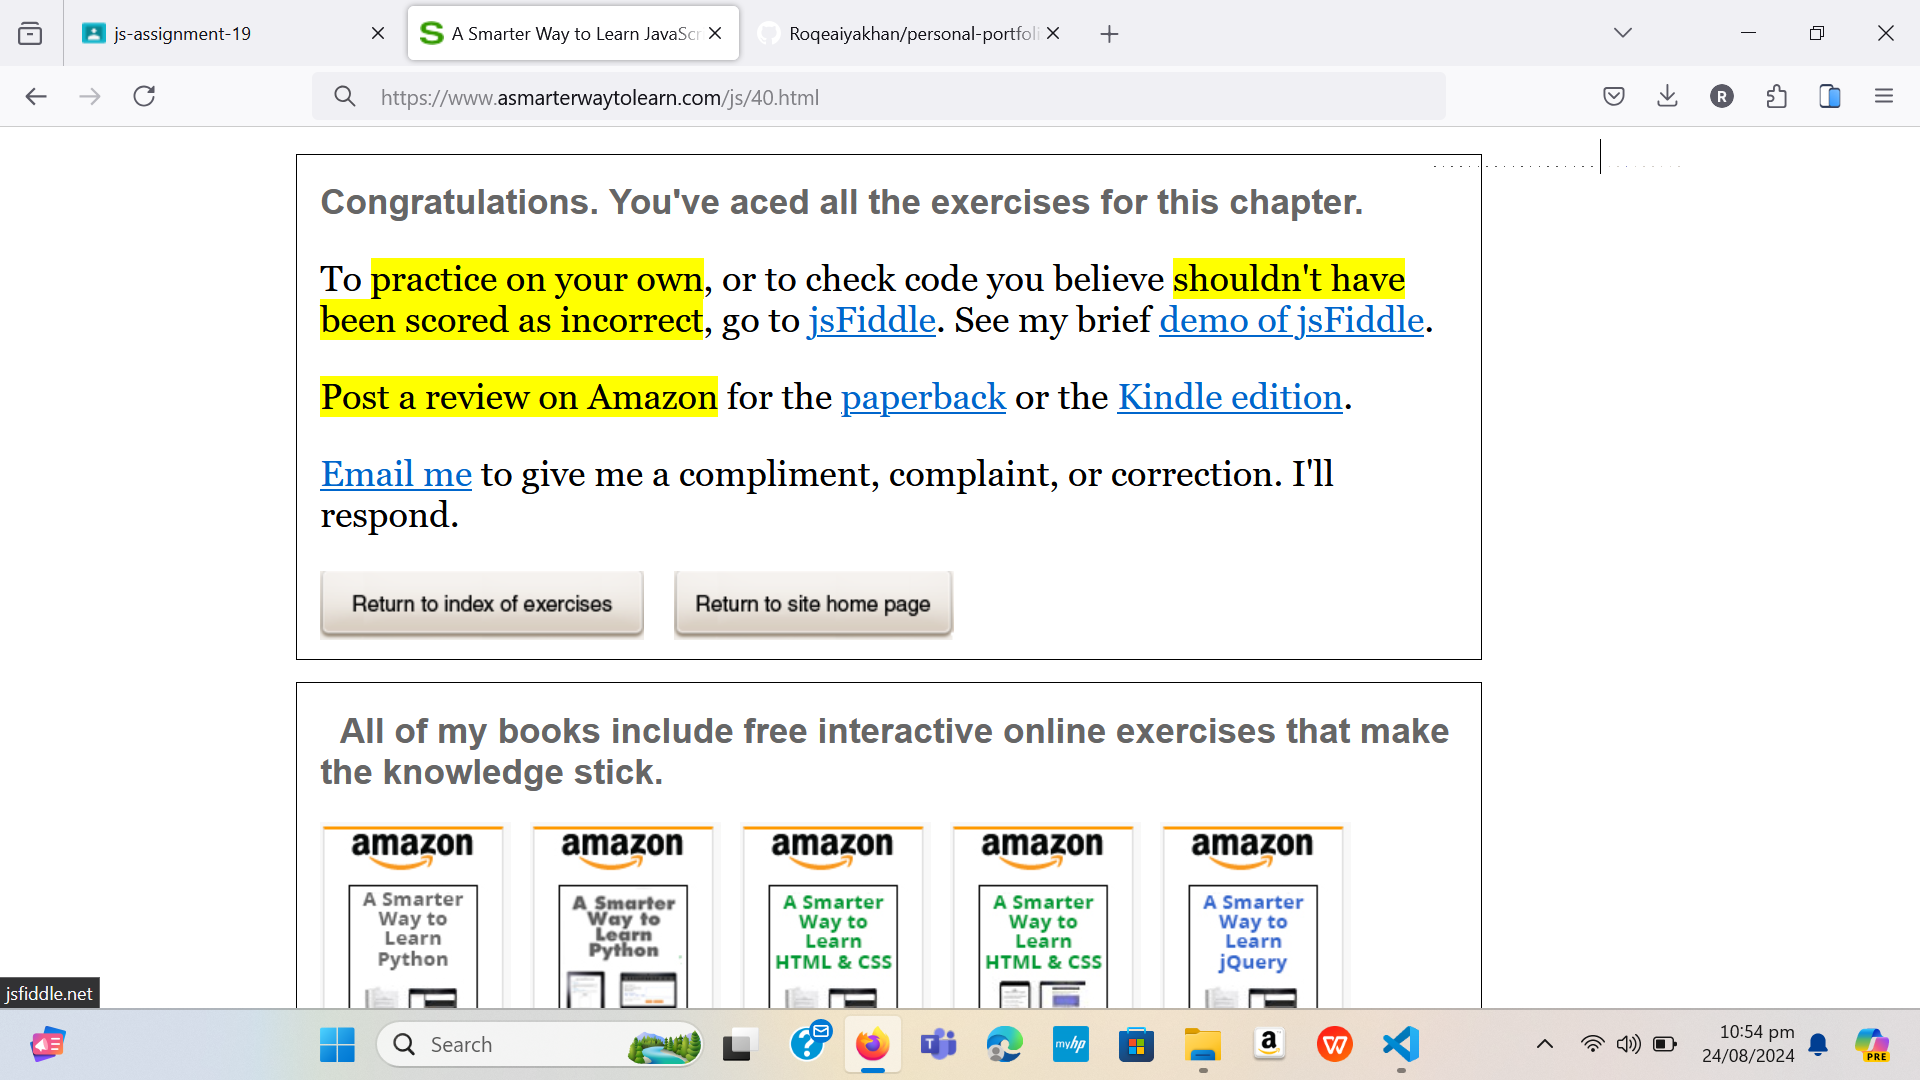 js-assignment-19
A Smarter Way to Learn JavaScr
Roqeaiyakhan/personal-portfoli
https://www.asmarterwaytolearn.com/js/40.html
R
Congratulations. You've aced all the exercises for this chapter.
To practice on your own, or to check code you believe shouldn't have
been scored as incorrect, go to jsFiddle. See my brief demo of jsFiddle.
Post a review on Amazon for the paperback or the Kindle edition.
Email me to give me a compliment, complaint, or correction. I'll
respond.
Return to index of exercises
Return to site home page
All of my books include free interactive online exercises that make
the knowledge stick.
amazon
A Smarter
Way to
Learn
Python
amazon
A Smarter
Way to
Learn
Python
amazon
A Smarter
Way to
Learn
HTML & CSS
amazon
A Smarter
Way to
Learn
HTML & CSS
amazon
A Smarter
Way to
Learn
jQuery
jsfiddle.net
Search
myhp
a
W
10:54 pm
24/08/2024
PRE